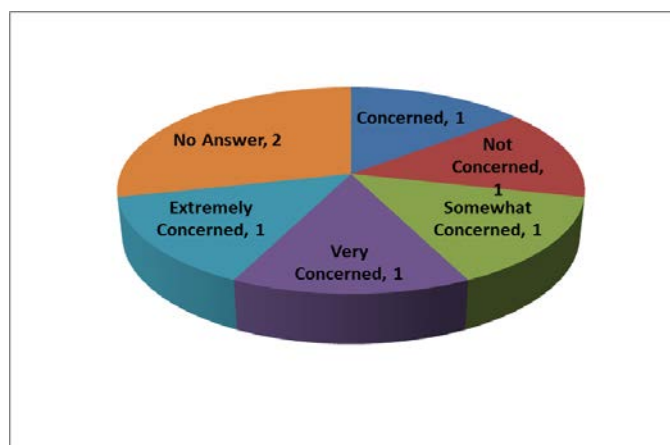 Concerned, 1
Not
Concerned,
1
Somewhat
Concerned, 1
Very
Concerned, 1
Extremely
Concerned, 1
No Answer, 2